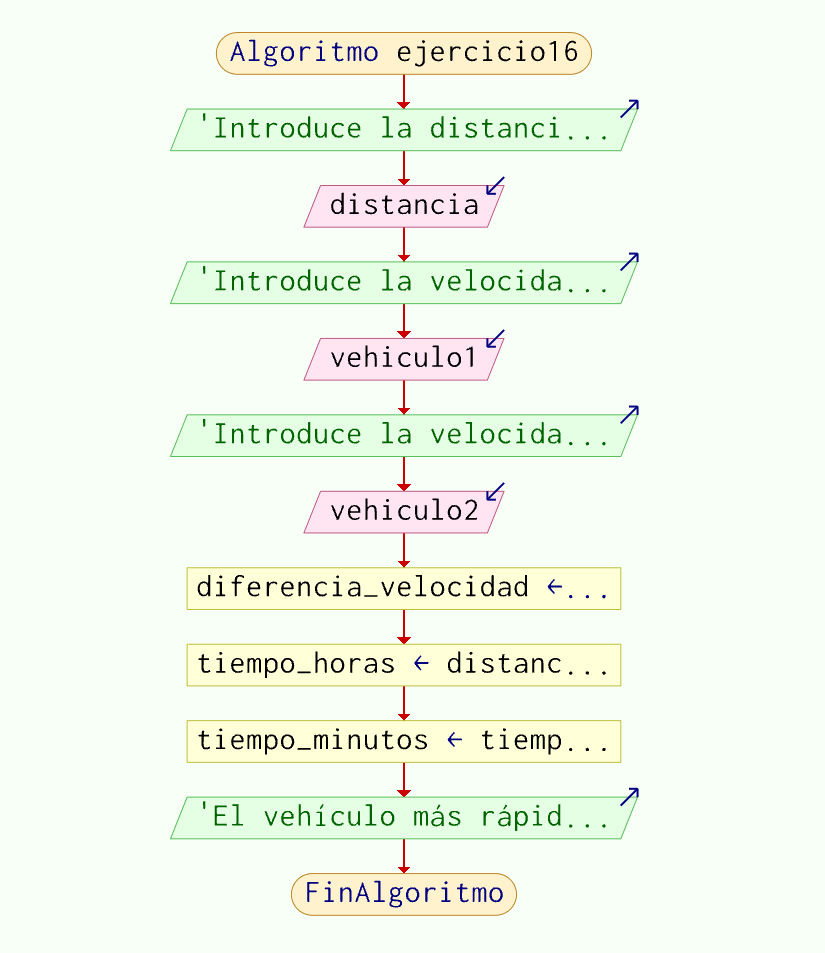 Algoritmo ejercicio16
'Introduce la distanci...
distancia
'Introduce la velocida...
vehiculo1
'Introduce la velocida...
vehiculo2
diferencia_velocidad ←...
tiempo_horas ← distanc...
tiempo_minutos ← tiemp...
'El vehículo más rápid...
FinAlgoritmo